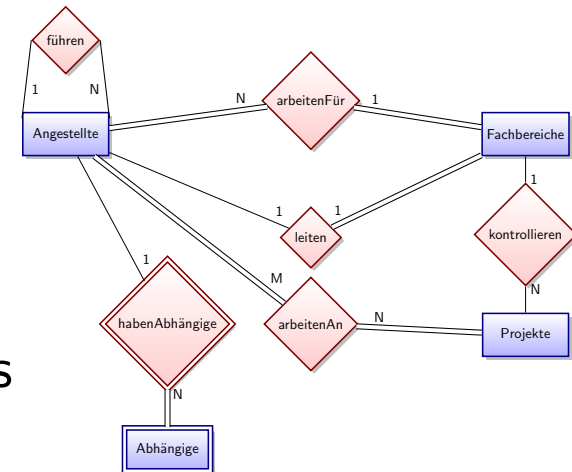 führen
1 N
N arbeitenFür 1
Angestellte Fachbereiche
1 1
leiten
1
kontrollieren
1 M
habenAbhängige arbeitenAn N
N
Projekte
s
N
Abhängige